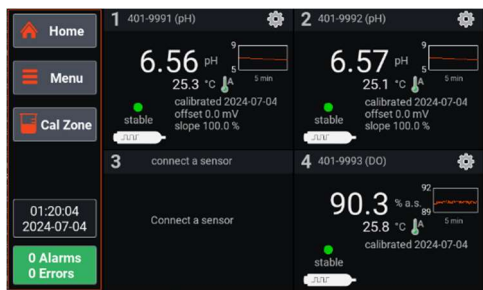 Home
Menu
Cal Zone
01:20:04
2024-07-04
0 Alarms
0 Errors
1 401-9991 (pH)
6.56 pH
9
5
5 min
25.3 °C A
stable
calibrated 2024-07-04
offset 0.0 mV
slope 100.0 %
2 401-9992 (pH)
6.57 pH
9
5
5 min
25.1 °C A
stable
calibrated 2024-07-04
offset 0.0 mV
slope 100.0 %
3 connect a sensor
Connect a sensor
4 401-9993 (DO)
90.3 % a.s.
92
89
5 min
25.8 °C A
stable
calibrated 2024-07-04